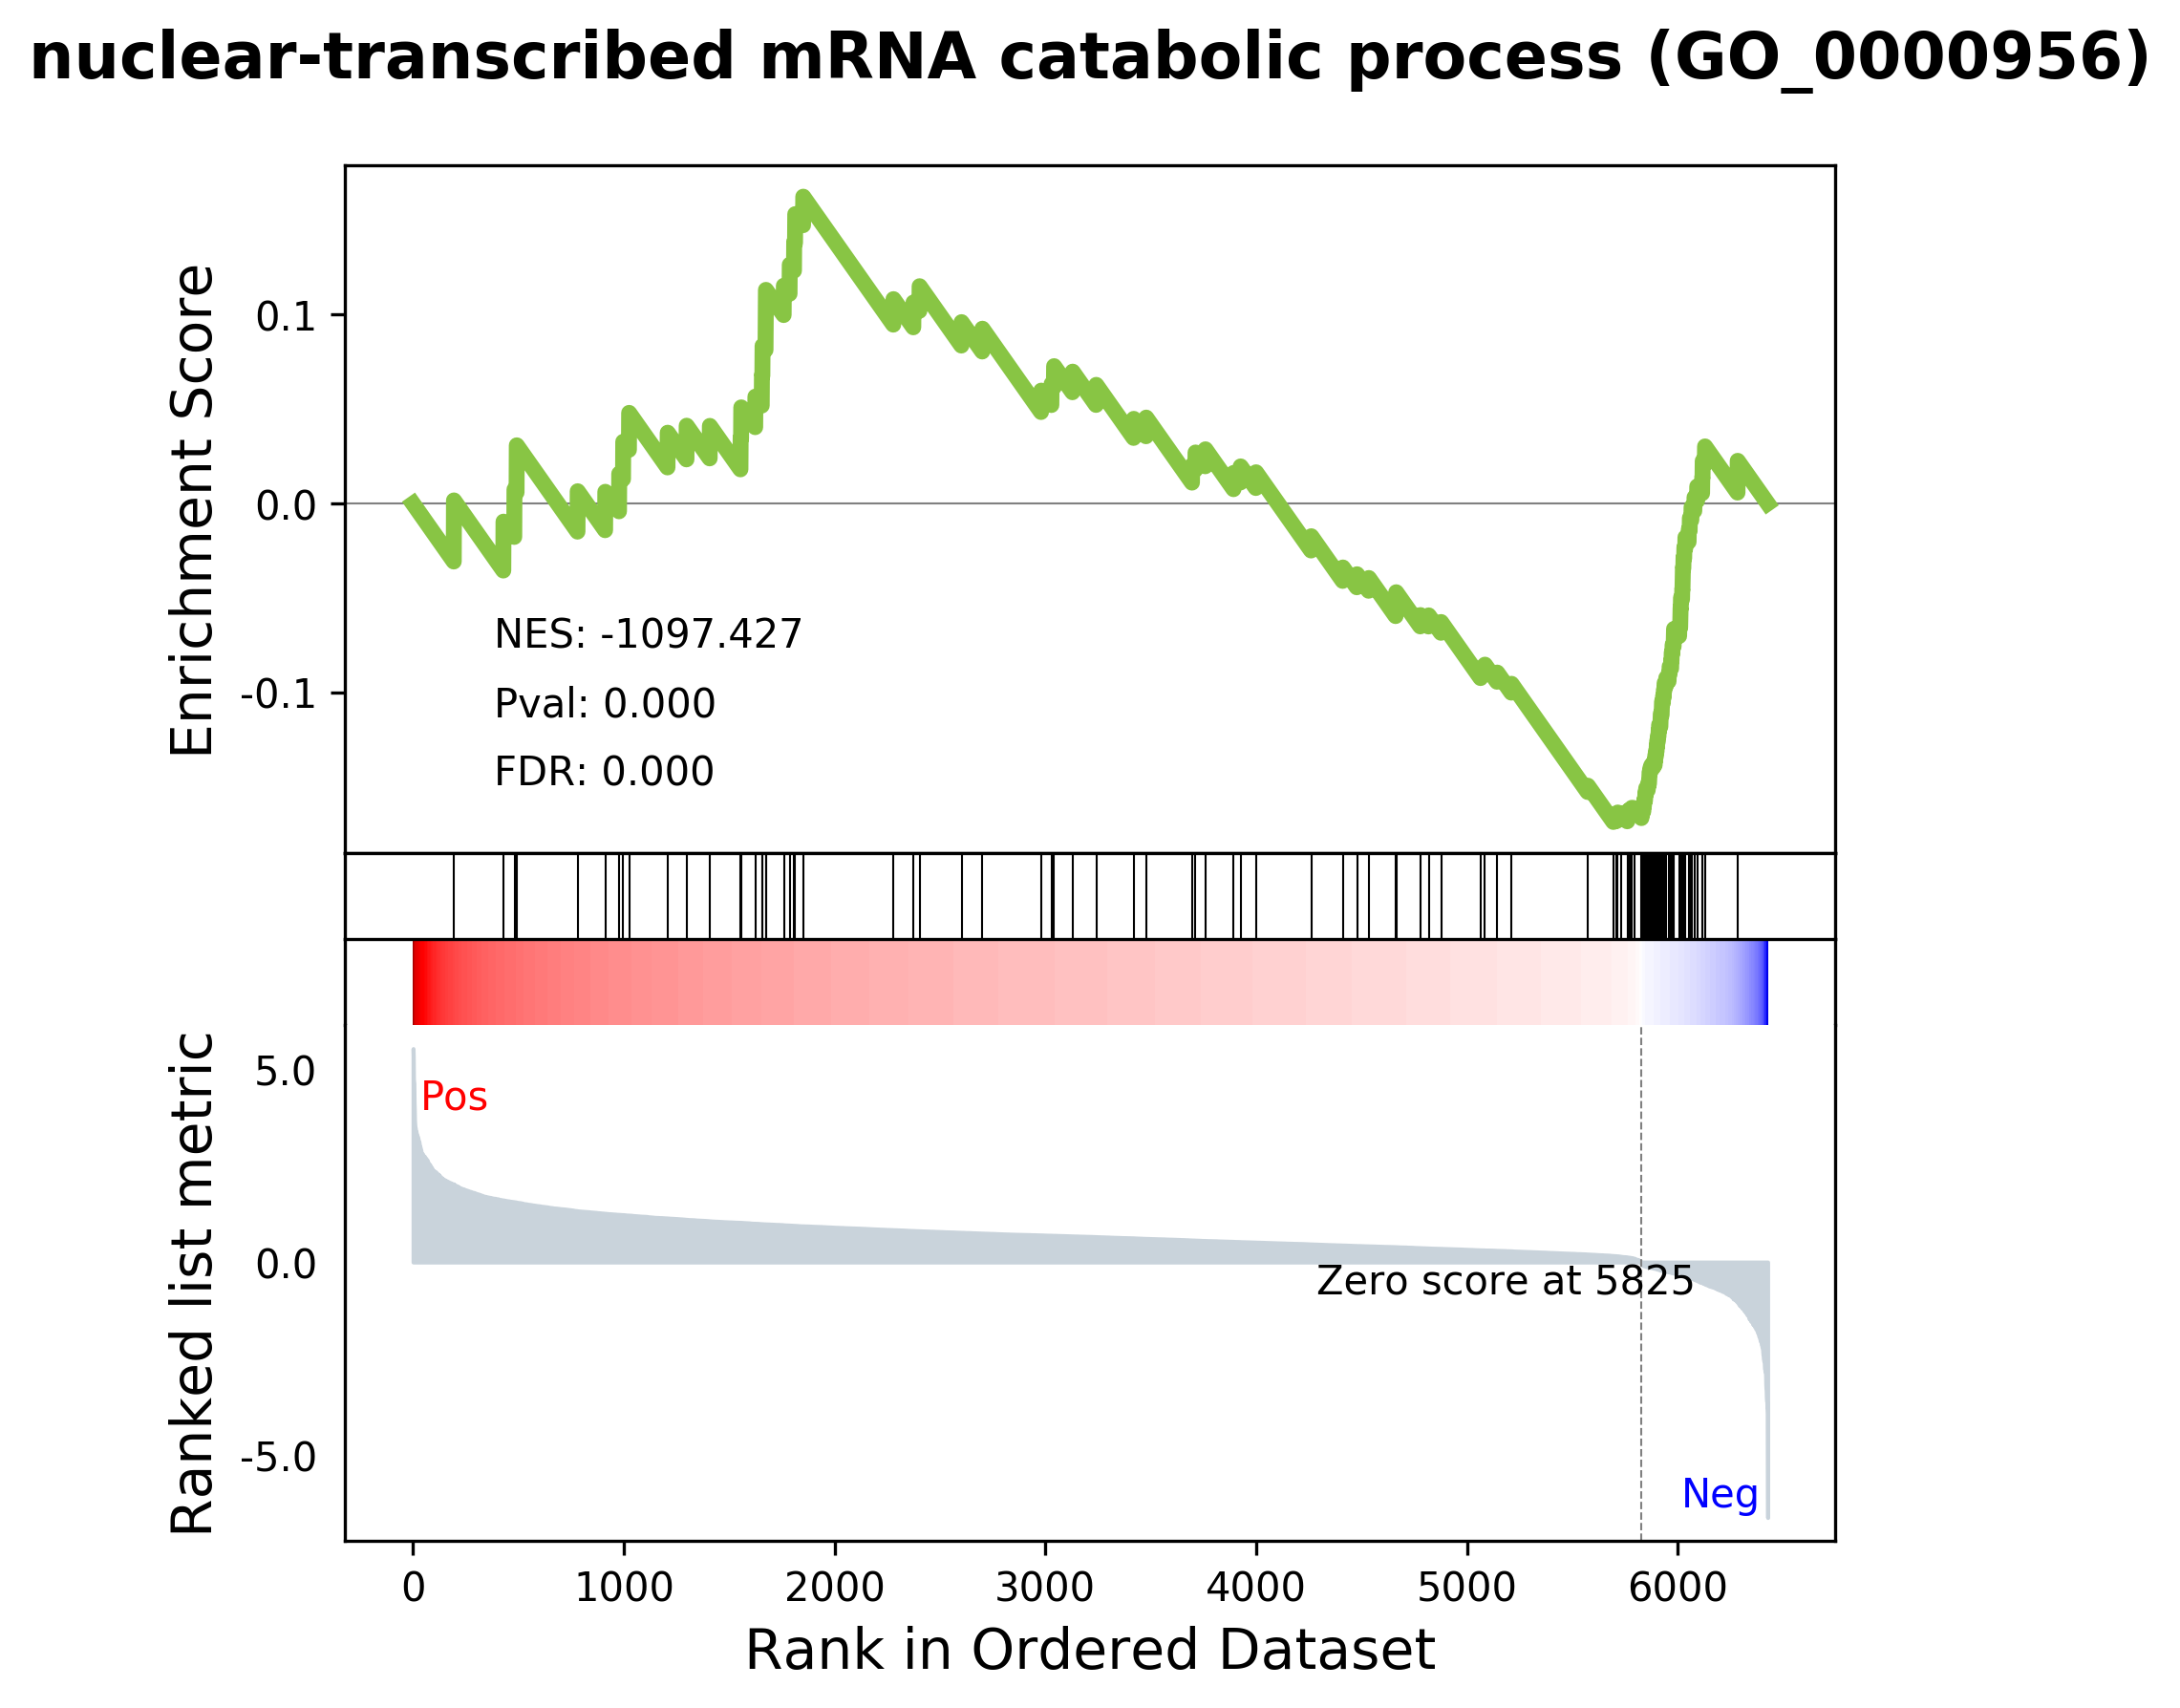 nuclear-transcribed mRNA catabolic process (GO_0000956)
Enrichment Score
0.1
0.0
-0.1
NES: -1097.427
Pval: 0.000
FDR: 0.000
Ranked list metric
5.0
0.0
-5.0
Pos
Zero score at 5825
Neg
0 1000 2000 3000 4000 5000 6000
Rank in Ordered Dataset